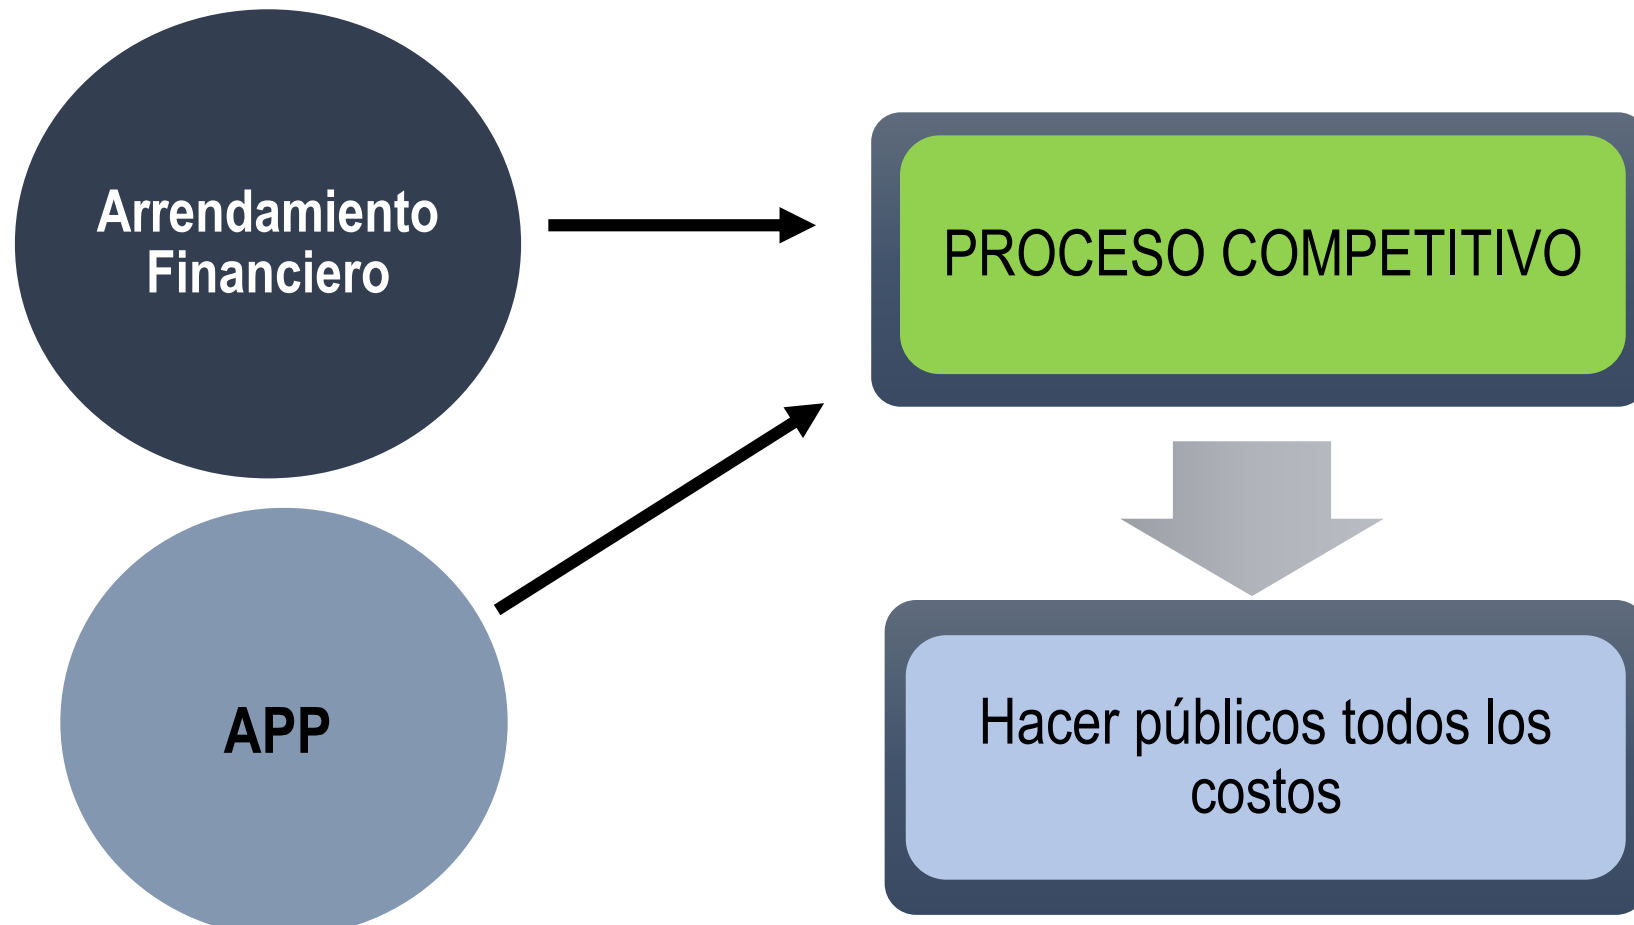 Arrendamiento
Financiero
PROCESO COMPETITIVO
APP
Hacer públicos todos los
costos